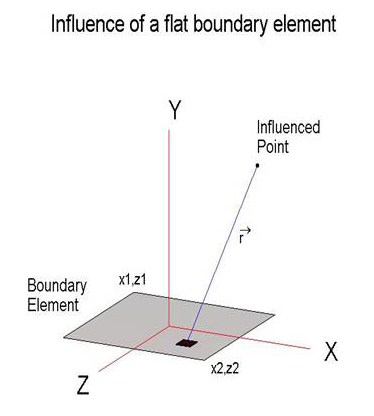 Influence of a flat boundary element
Y
Influenced
Point
r
Boundary
Element
x1,z1
X
x2,z2
Z